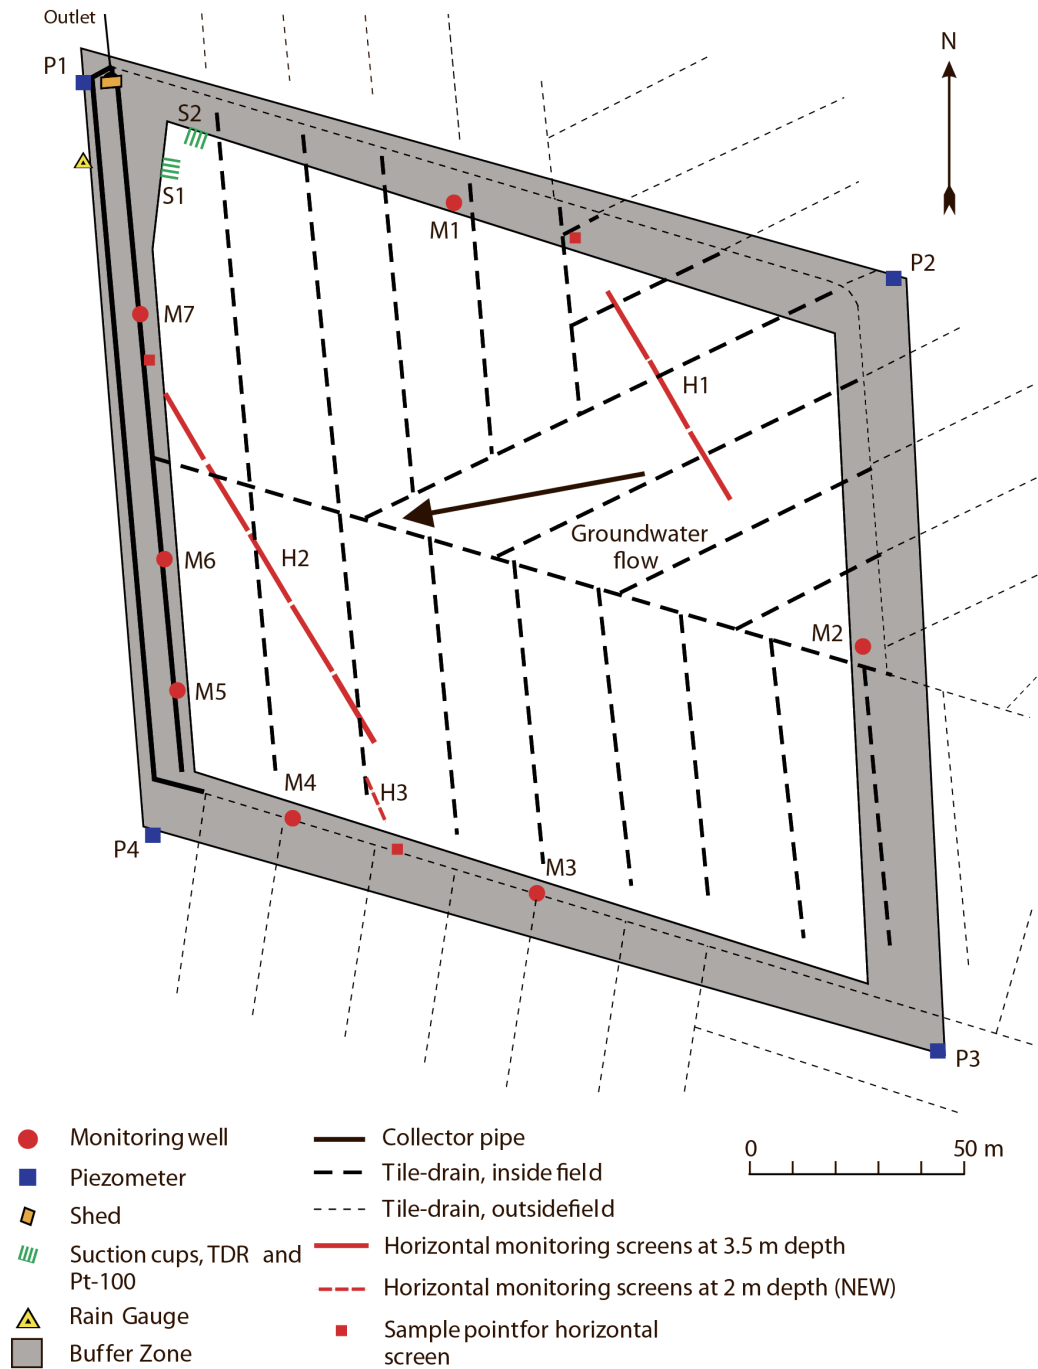 Outlet
N
P1
S2
S1
M1
P2
M7
H1
Groundwater
flow
H2
M6
M2
M5
M4
H3
P4
M3
P3
0 50 m
Monitoring well
Piezometer
Shed
Suction cups, TDR and
Pt-100
Rain Gauge
Buffer Zone
Collector pipe
Tile-drain, inside field
Tile-drain, outsidefield
Horizontal monitoring screens at 3.5 m depth
Horizontal monitoring screens at 2 m depth (NEW)
Sample pointfor horizontal
screen